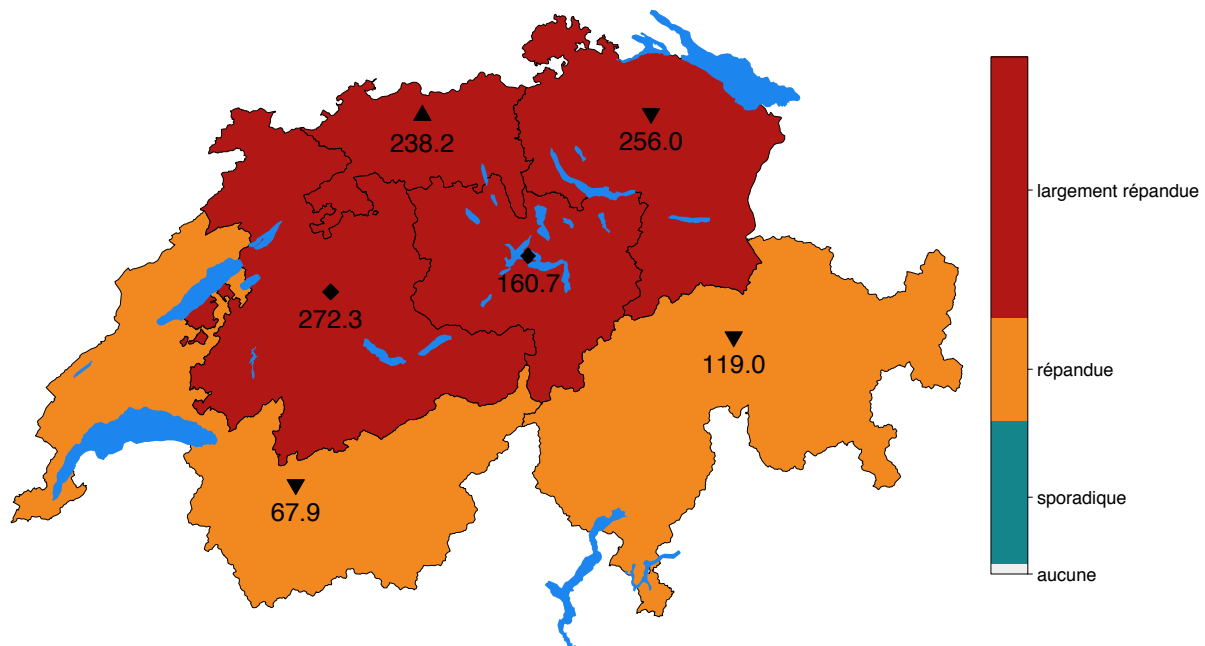 238.2
256.0
largement répandue
160.7
272.3
119.0
répandue
67.9
sporadique
aucune